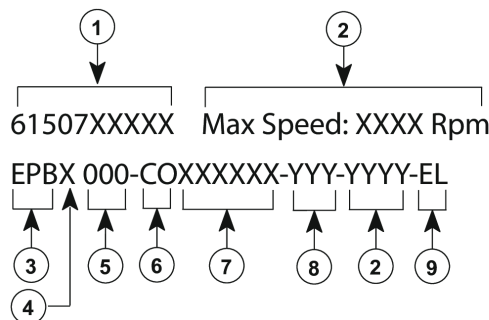 1 2
61507XXXXX Max Speed: XXXX Rpm
EPBX 000-COXXXXXX-YYY-YYYY-EL
3 5 6 7 8 2 9
4